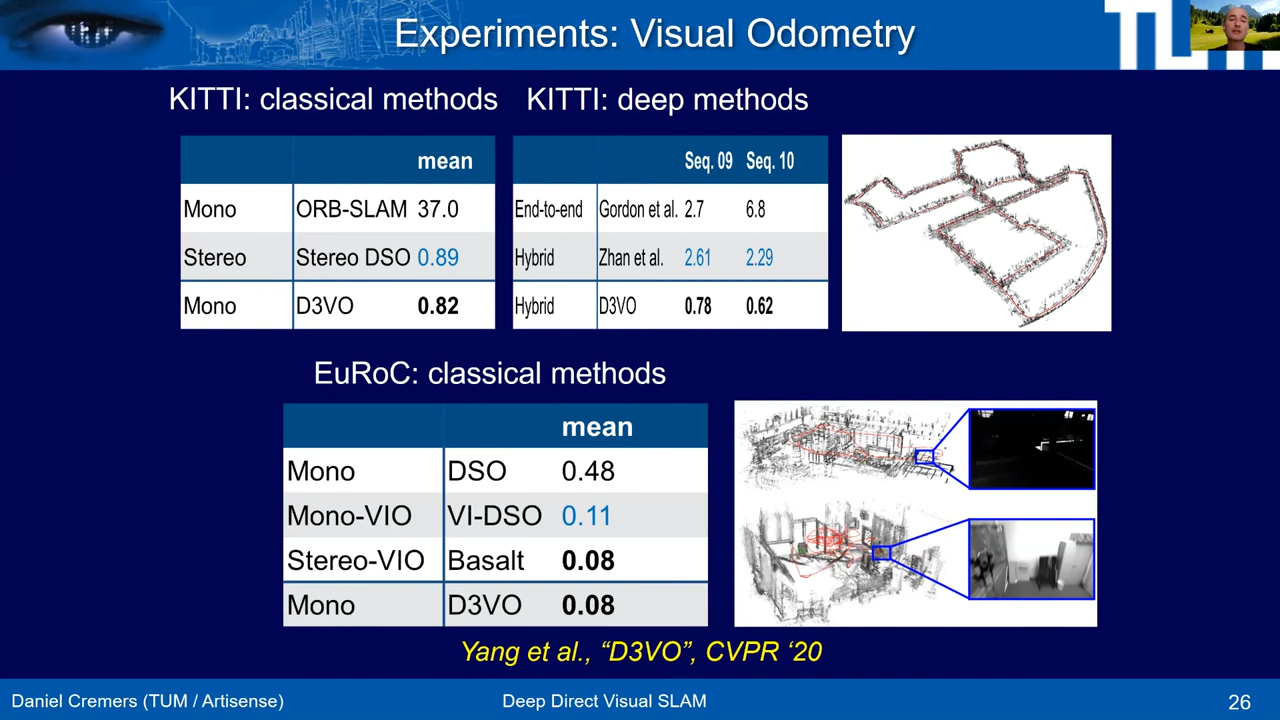 Experiments: Visual Odometry
KITTI: classical methods
mean
Mono ORB-SLAM 37.0
Stereo Stereo DSO 0.89
Mono D3VO 0.82
KITTI: deep methods
Seq. 09 Seq. 10
End-to-end Gordon et al. 2.7 6.8
Hybrid Zhan et al. 2.61 2.29
Hybrid D3VO 0.78 0.62
EuRoC: classical methods
mean
Mono DSO 0.48
Mono-VIO VI-DSO 0.11
Stereo-VIO Basalt 0.08
Mono D3VO 0.08
Yang et al., “D3VO”, CVPR ‘20
Daniel Cremers (TUM / Artisense)
Deep Direct Visual SLAM
26